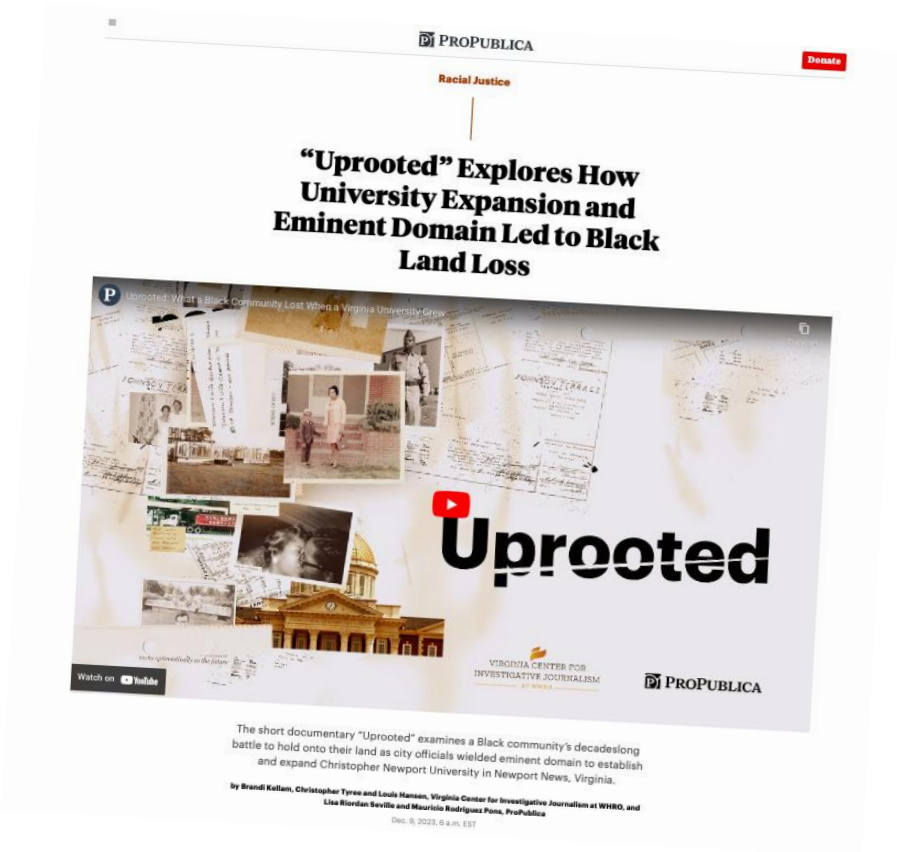 PROPUBLICA
Donate
Racial Justice
“Uprooted” Explores How
University Expansion and
Eminent Domain Led to Black
Land Loss
P Uprooted: What a Black Community Lost When a Virginia University Grew
JOHNSON TERRACE
Uprooted
VIRGINIA CENTER FOR
INVESTIGATIVE JOURNALISM
AT WHRO
PROPUBLICA
Watch on YouTube
The short documentary “Uprooted” examines a Black community’s decadeslong
battle to hold onto their land as city officials wielded eminent domain to establish
and expand Christopher Newport University in Newport News, Virginia.
by Brandi Kellam, Christopher Tyree and Louis Hansen, Virginia Center for Investigative Journalism at WHRO, and
Lisa Riordan Seville and Mauricio Rodríguez Pons, ProPublica
Dec. 9, 2023, 6 a.m. EST